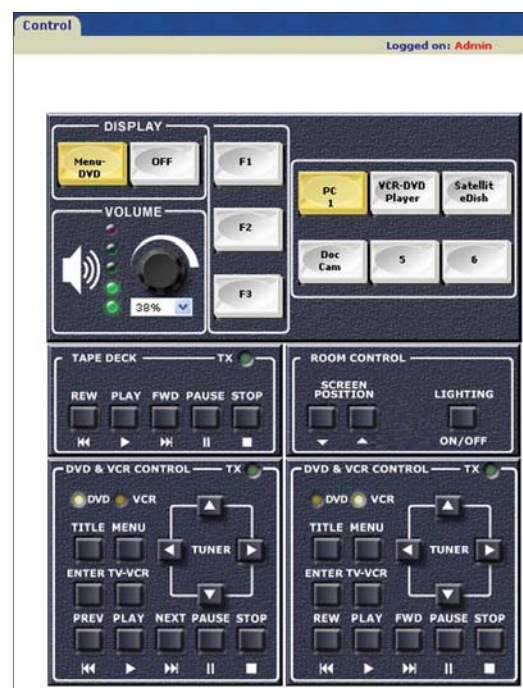 Control
Logged on: Admin
DISPLAY
Menu-
DVD
OFF
F1
F2
F3
PC
1
VCR-DVD
Player
Satellit
eDish
Doc
Cam
5
6
VOLUME
38%
TAPE DECK
TX
REW PLAY FWD PAUSE STOP
ROOM CONTROL
SCREEN
POSITION
LIGHTING
ON/OFF
DVD & VCR CONTROL
TX
DVD VCR
TITLE MENU
TUNER
ENTER TV-VCR
PREV PLAY NEXT PAUSE STOP
DVD & VCR CONTROL
TX
DVD VCR
TITLE MENU
TUNER
ENTER TV-VCR
REW PLAY FWD PAUSE STOP